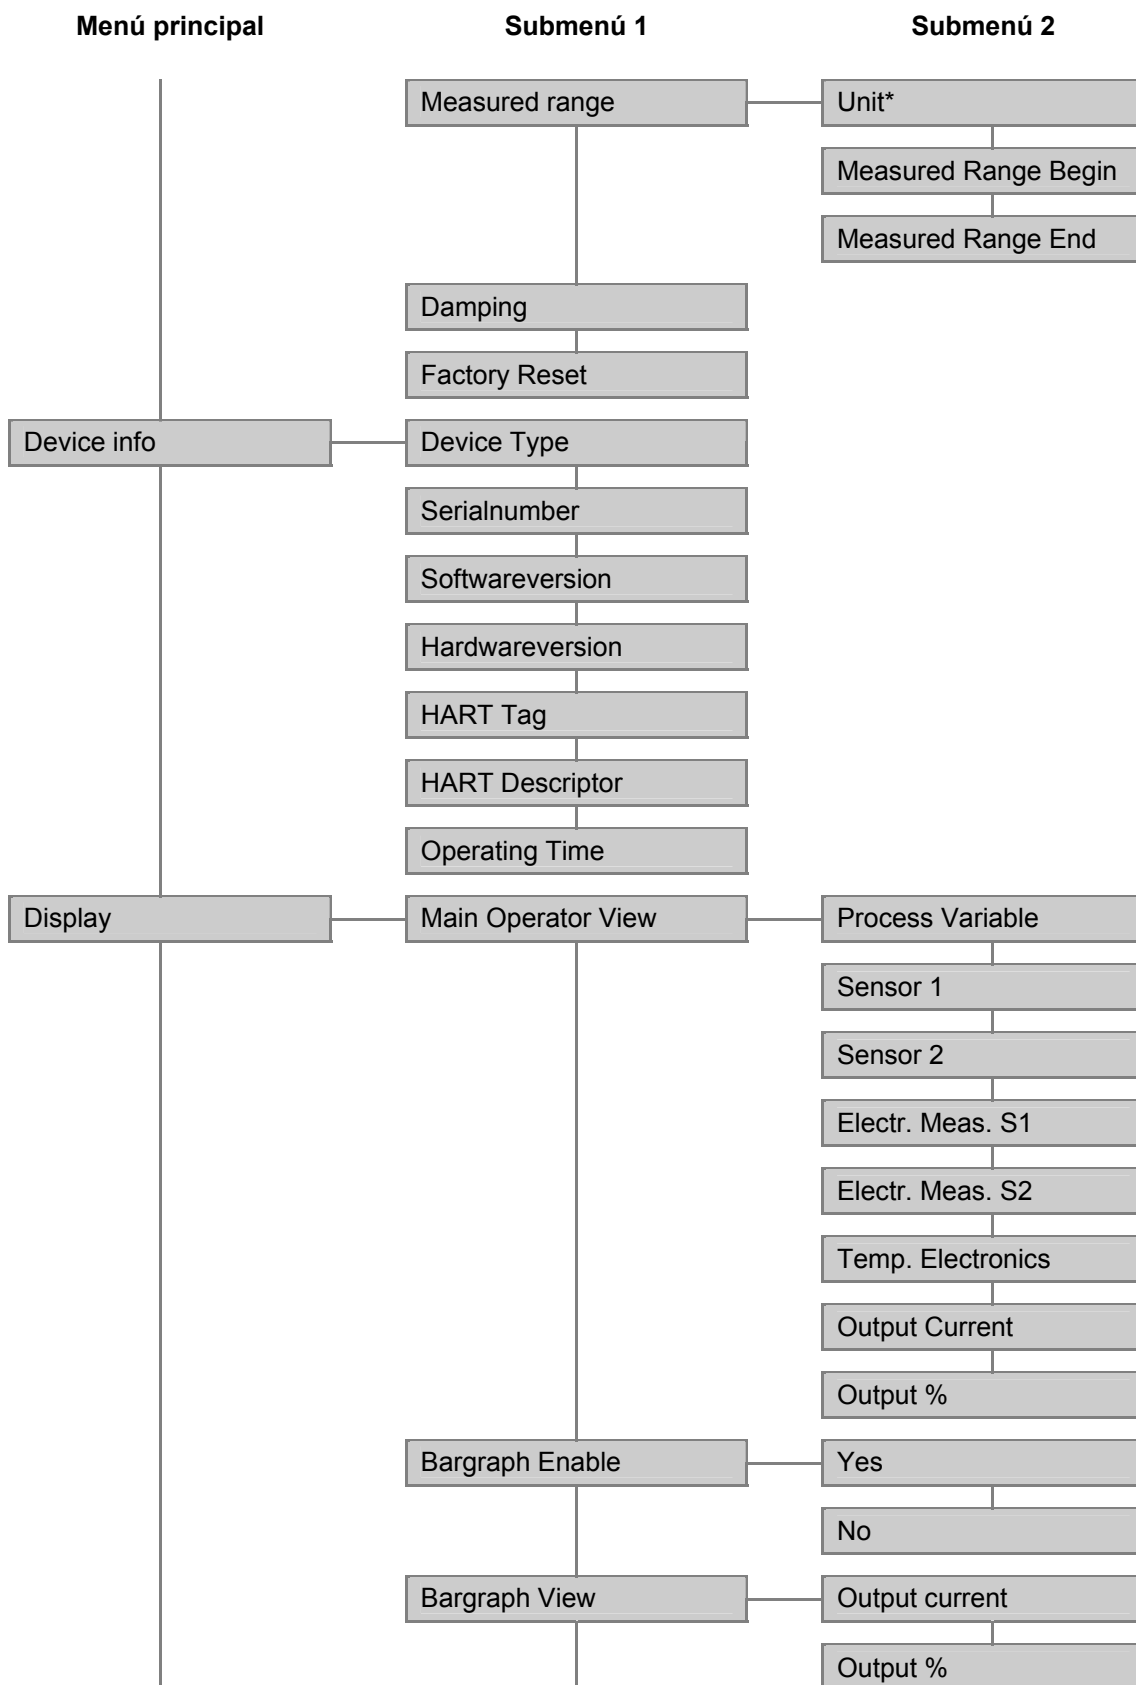 Menú principal Submenú 1 Submenú 2
Measured range Unit*
Measured Range Begin
Measured Range End
Damping
Factory Reset
Device info Device Type
Serialnumber
Softwareversion
Hardwareversion
HART Tag
HART Descriptor
Operating Time
Display Main Operator View Process Variable
Sensor 1
Sensor 2
Electr. Meas. S1
Electr. Meas. S2
Temp. Electronics
Output Current
Output %
Bargraph Enable Yes
No
Bargraph View Output current
Output %